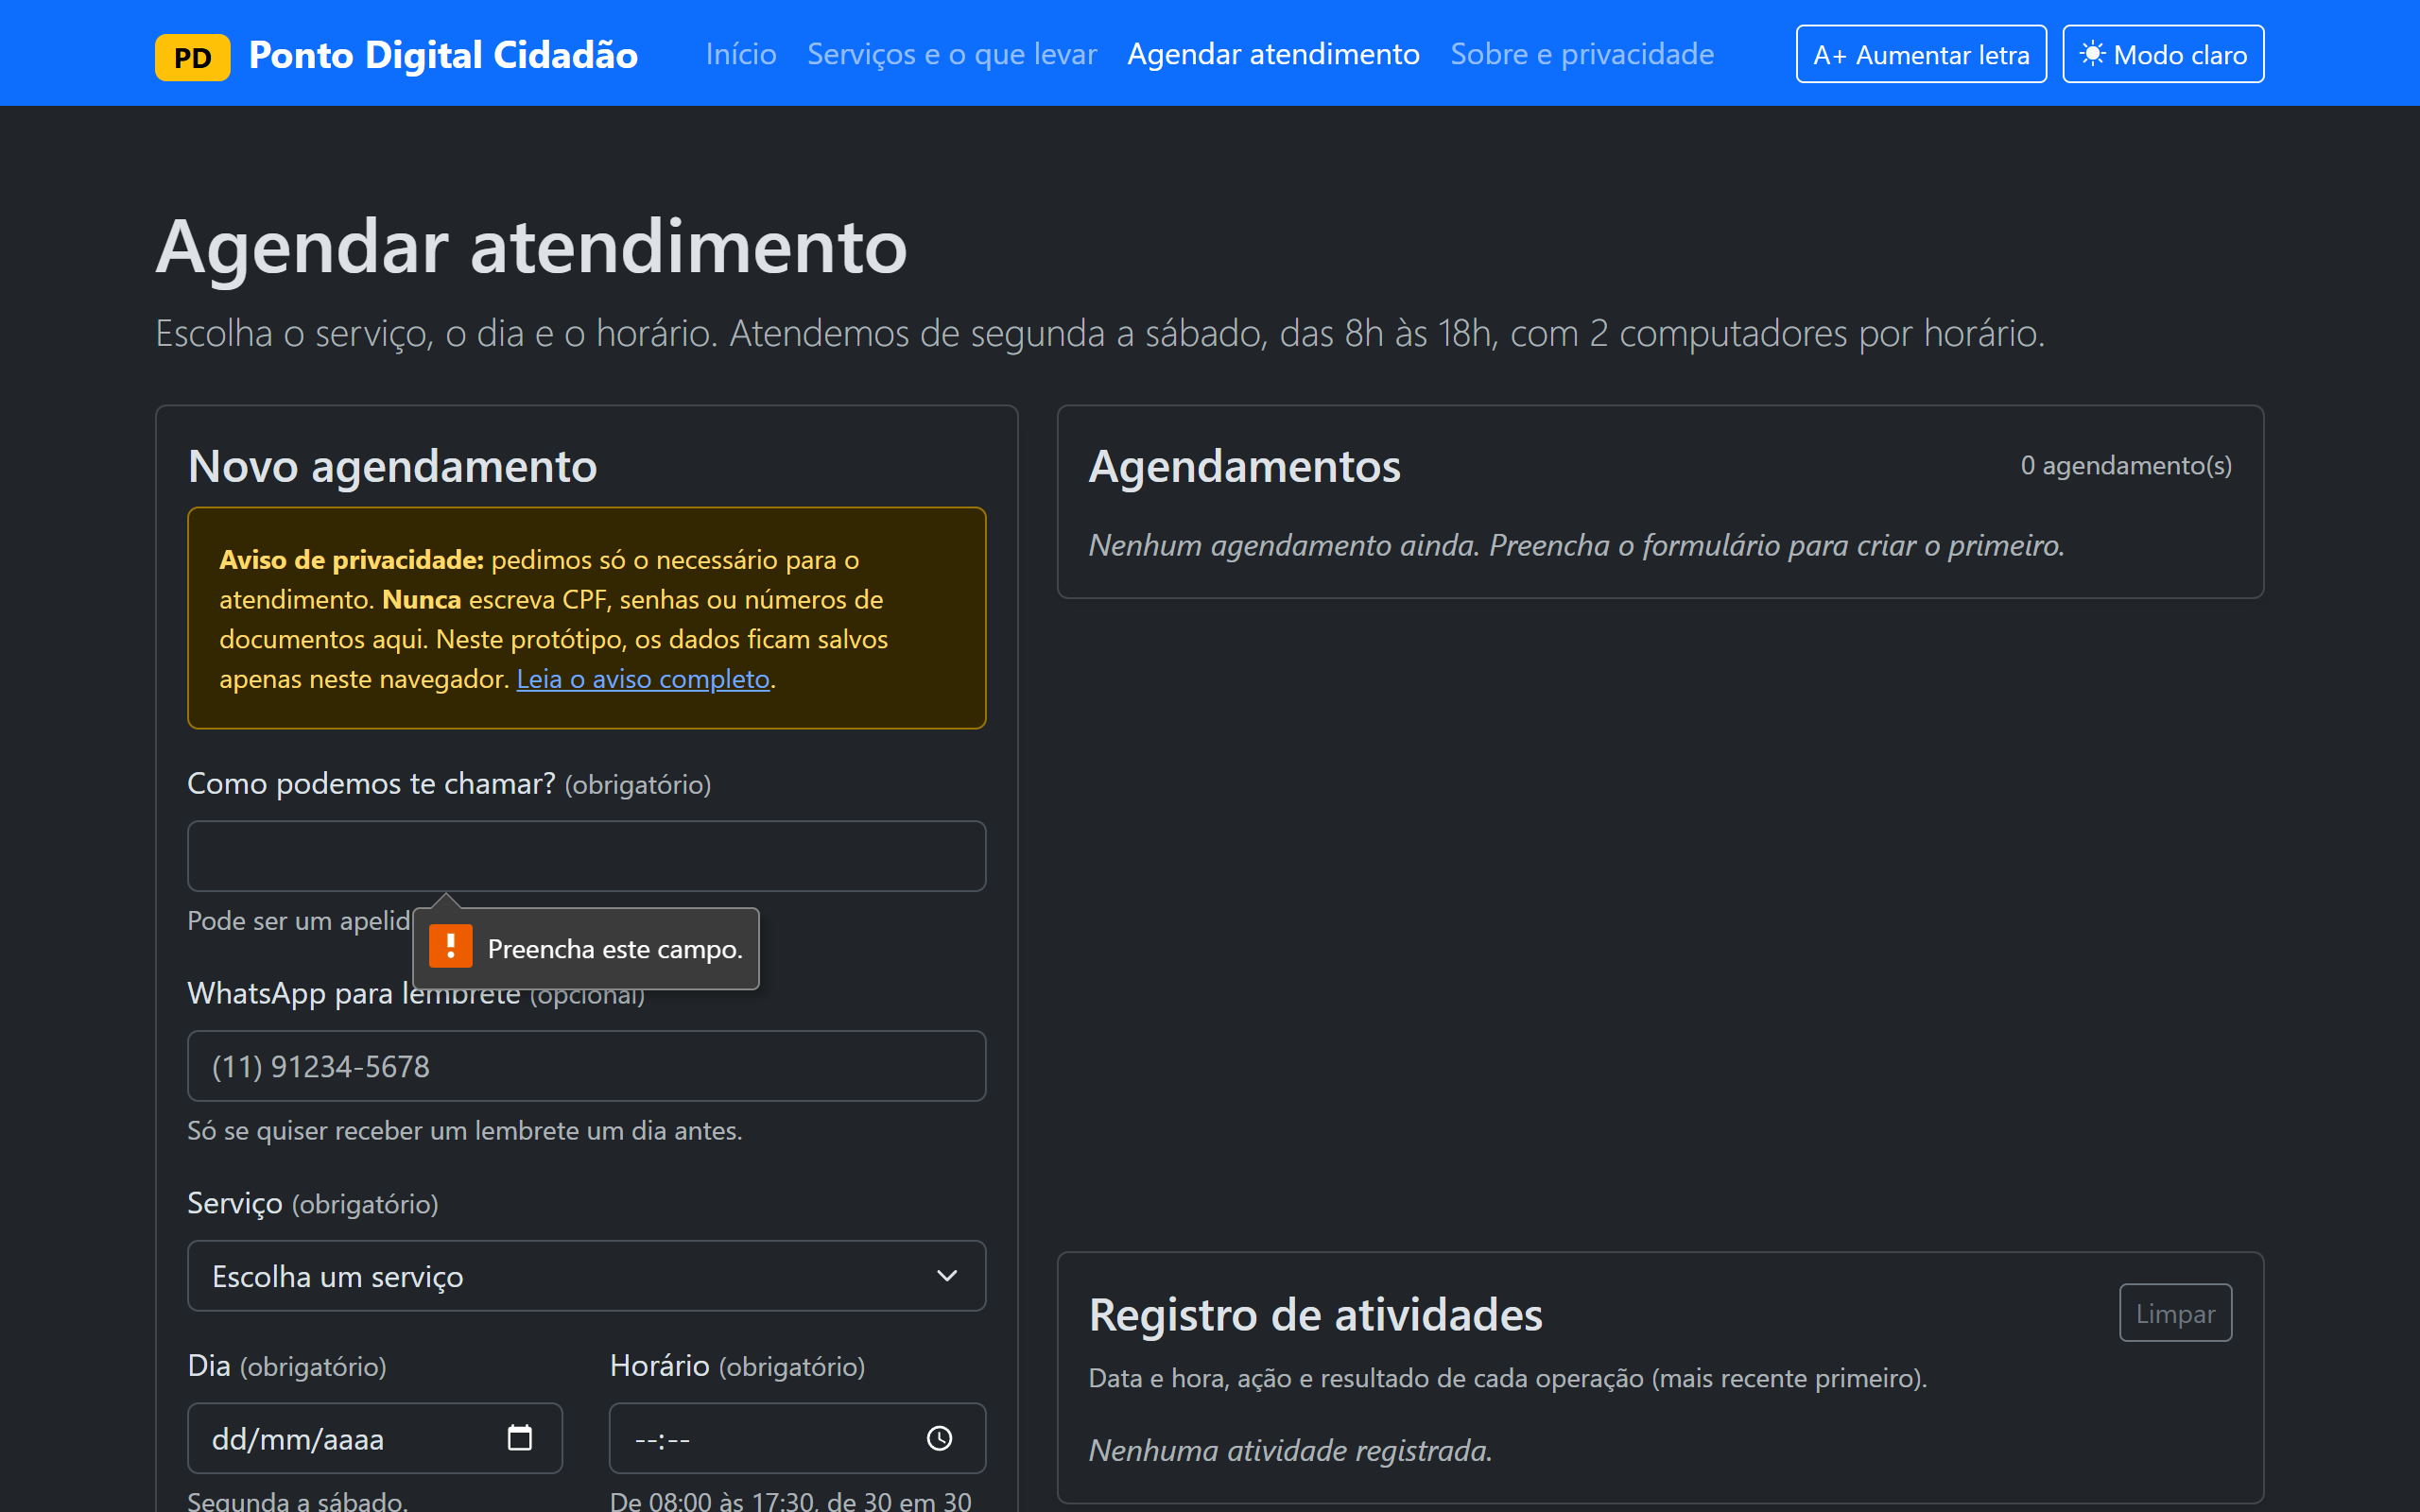 PD Ponto Digital Cidadão
Início
Serviços e o que levar
Agendar atendimento
Sobre e privacidade
A+ Aumentar letra
Modo claro
Agendar atendimento
Escolha o serviço, o dia e o horário. Atendemos de segunda a sábado, das 8h às 18h, com 2 computadores por horário.
Novo agendamento
Aviso de privacidade: pedimos só o necessário para o
atendimento. Nunca escreva CPF, senhas ou números de
documentos aqui. Neste protótipo, os dados ficam salvos
apenas neste navegador. Leia o aviso completo.
Como podemos te chamar? (obrigatório)
Pode ser um apelid
Preencha este campo.
WhatsApp para lembrete (opcional)
(11) 91234-5678
Só se quiser receber um lembrete um dia antes.
Serviço (obrigatório)
Escolha um serviço
Dia (obrigatório)
dd/mm/aaaa
Segunda a sábado.
Horário (obrigatório)
--:--
De 08:00 às 17:30, de 30 em 30
Agendamentos
0 agendamento(s)
Nenhum agendamento ainda. Preencha o formulário para criar o primeiro.
Registro de atividades
Limpar
Data e hora, ação e resultado de cada operação (mais recente primeiro).
Nenhuma atividade registrada.